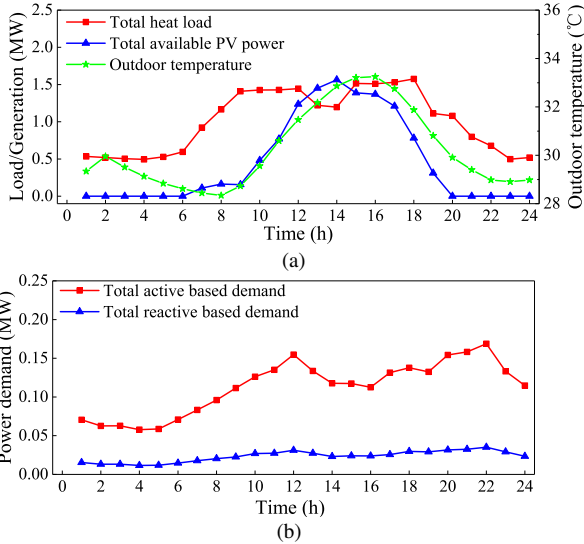 2.5
2.0
1.5
1.0
0.5
0.0
Load/Generation (MW)
Total heat load
Total available PV power
Outdoor temperature
36
34
32
30
28
Outdoor temperature (℃)
0 2 4 6 8 10 12 14 16 18 20 22 24
Time (h)
(a)
0.25
0.20
0.15
0.10
0.05
0.00
Power demand (MW)
Total active based demand
Total reactive based demand
0 2 4 6 8 10 12 14 16 18 20 22 24
Time (h)
(b)